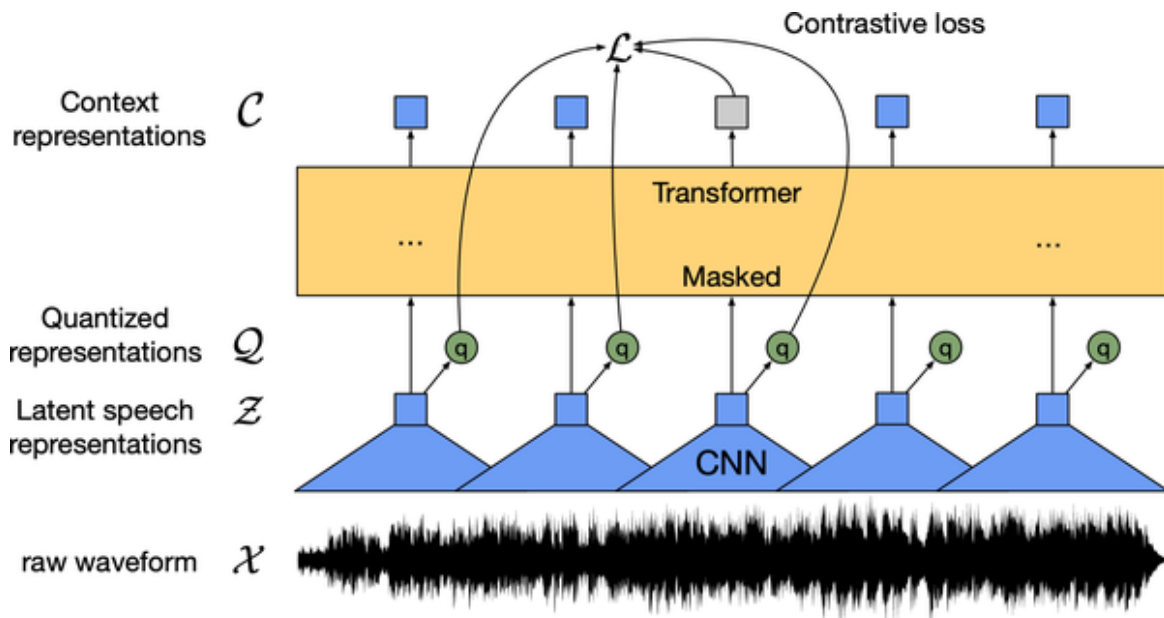 Contrastive loss
ℒ
Context
representations 𝒞
Transformer
... ...
Masked
Quantized
representations 𝒬
q q q q q
Latent speech
representations 𝒵
CNN
raw waveform 𝒳